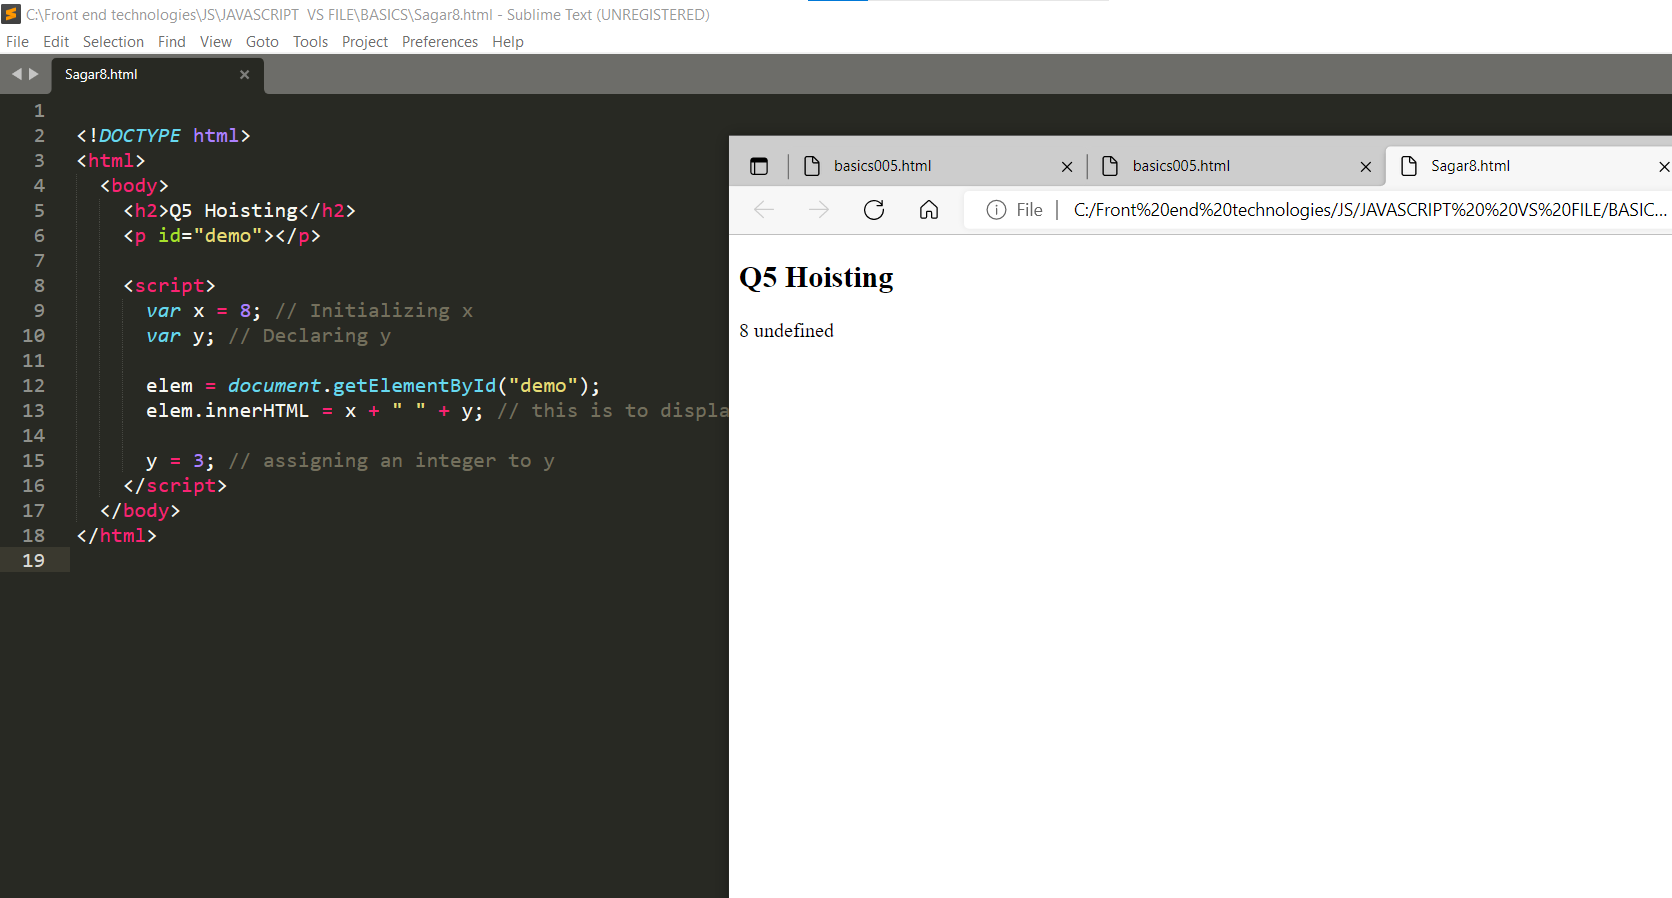 C:\Front end technologies\JS\JAVASCRIPT  VS FILE\BASICS\Sagar8.html - Sublime Text (UNREGISTERED)
File Edit Selection Find View Goto Tools Project Preferences Help
Sagar8.html
1
2 <!DOCTYPE html>
3 <html>
4   <body>
5     <h2>Q5 Hoisting</h2>
6     <p id="demo"></p>
7
8     <script>
9       var x = 8; // Initializing x
10       var y; // Declaring y
11
12       elem = document.getElementById("demo");
13       elem.innerHTML = x + " " + y; // this is to displa
14
15       y = 3; // assigning an integer to y
16     </script>
17   </body>
18 </html>
19
basics005.html basics005.html Sagar8.html
File C:/Front%20end%20technologies/JS/JAVASCRIPT%20%20VS%20FILE/BASIC...
Q5 Hoisting
8 undefined